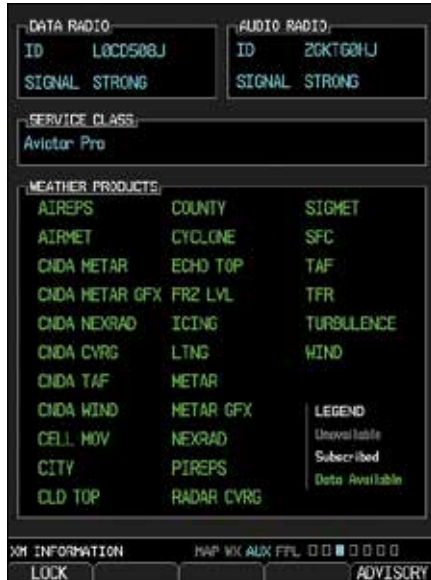 DATA RADIO
ID L0CD508J
SIGNAL STRONG
AUDIO RADIO
ID 2GKTG0HJ
SIGNAL STRONG
SERVICE CLASS
Aviator Pro
WEATHER PRODUCTS
AIREPS COUNTY SIGMET
AIRMET CYCLONE SFC
CNDA METAR ECHO TOP TAF
CNDA METAR GFX FRZ LVL TFR
CNDA NEXRAD ICING TURBULENCE
CNDA CVRG LTNG WIND
CNDA TAF METAR
CNDA WIND METAR GFX
CELL MOV NEXRAD
CITY PIREPS
CLD TOP RADAR CVRG
LEGEND
Unavailable
Subscribed
Data Available
XM INFORMATION MAP WX AUX FPL
LOCK ADVISORY